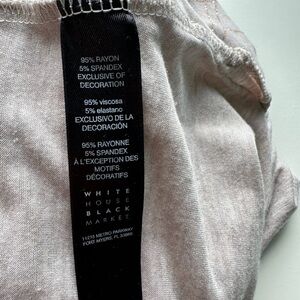 95% RAYON
5% SPANDEX
EXCLUSIVE OF
DECORATION
95% viscosa
5% elastano
EXCLUSIVO DE LA
DECORACIÓN
95% RAYONNE
5% SPANDEX
À L'EXCEPTION DES
MOTIFS
DÉCORATIFS
WHITE
HOUSE
BLACK
MARKET
11215 METRO PARKWAY
FORT MYERS, FL 33966